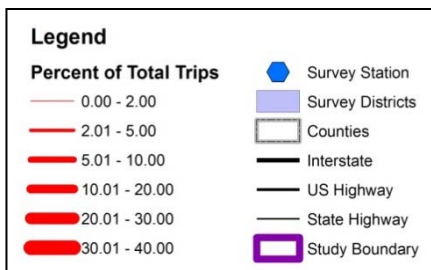 Legend
Percent of Total Trips
0.00 - 2.00
2.01 - 5.00
5.01 - 10.00
10.01 - 20.00
20.01 - 30.00
30.01 - 40.00
Survey Station
Survey Districts
Counties
Interstate
US Highway
State Highway
Study Boundary